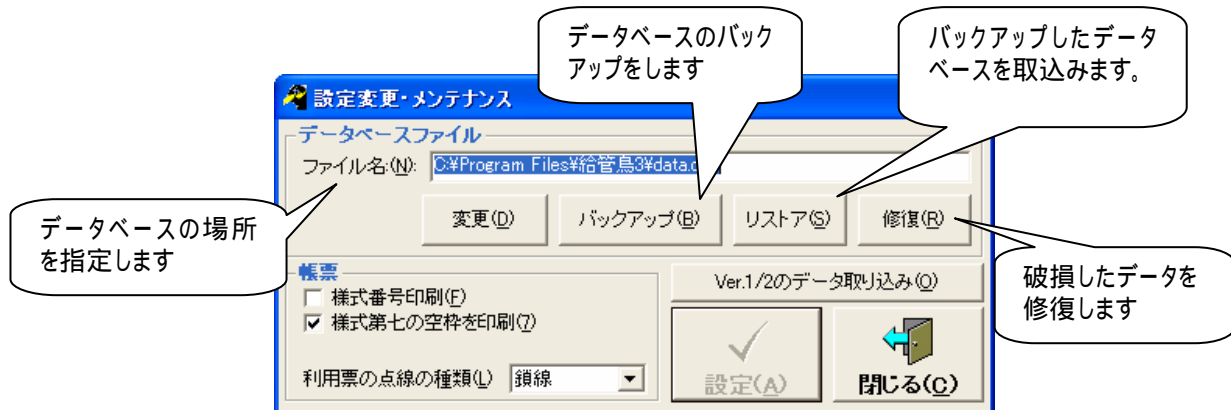 データベースのバック
アップをします
バックアップしたデータ
ベースを取込みます。
設定変更・メンテナンス
データベースファイル
ファイル名:(N): C:¥Program Files¥給管鳥3¥data.
データベースの場所
を指定します
変更(D) バックアップ(B) リストア(S) 修復(R)
破損したデータを
修復します
帳票
様式番号印刷(F)
様式第七の空枠を印刷(7)
利用票の点線の種類(L) 鎖線
Ver.1/2のデータ取り込み(O)
設定(A) 閉じる(C)